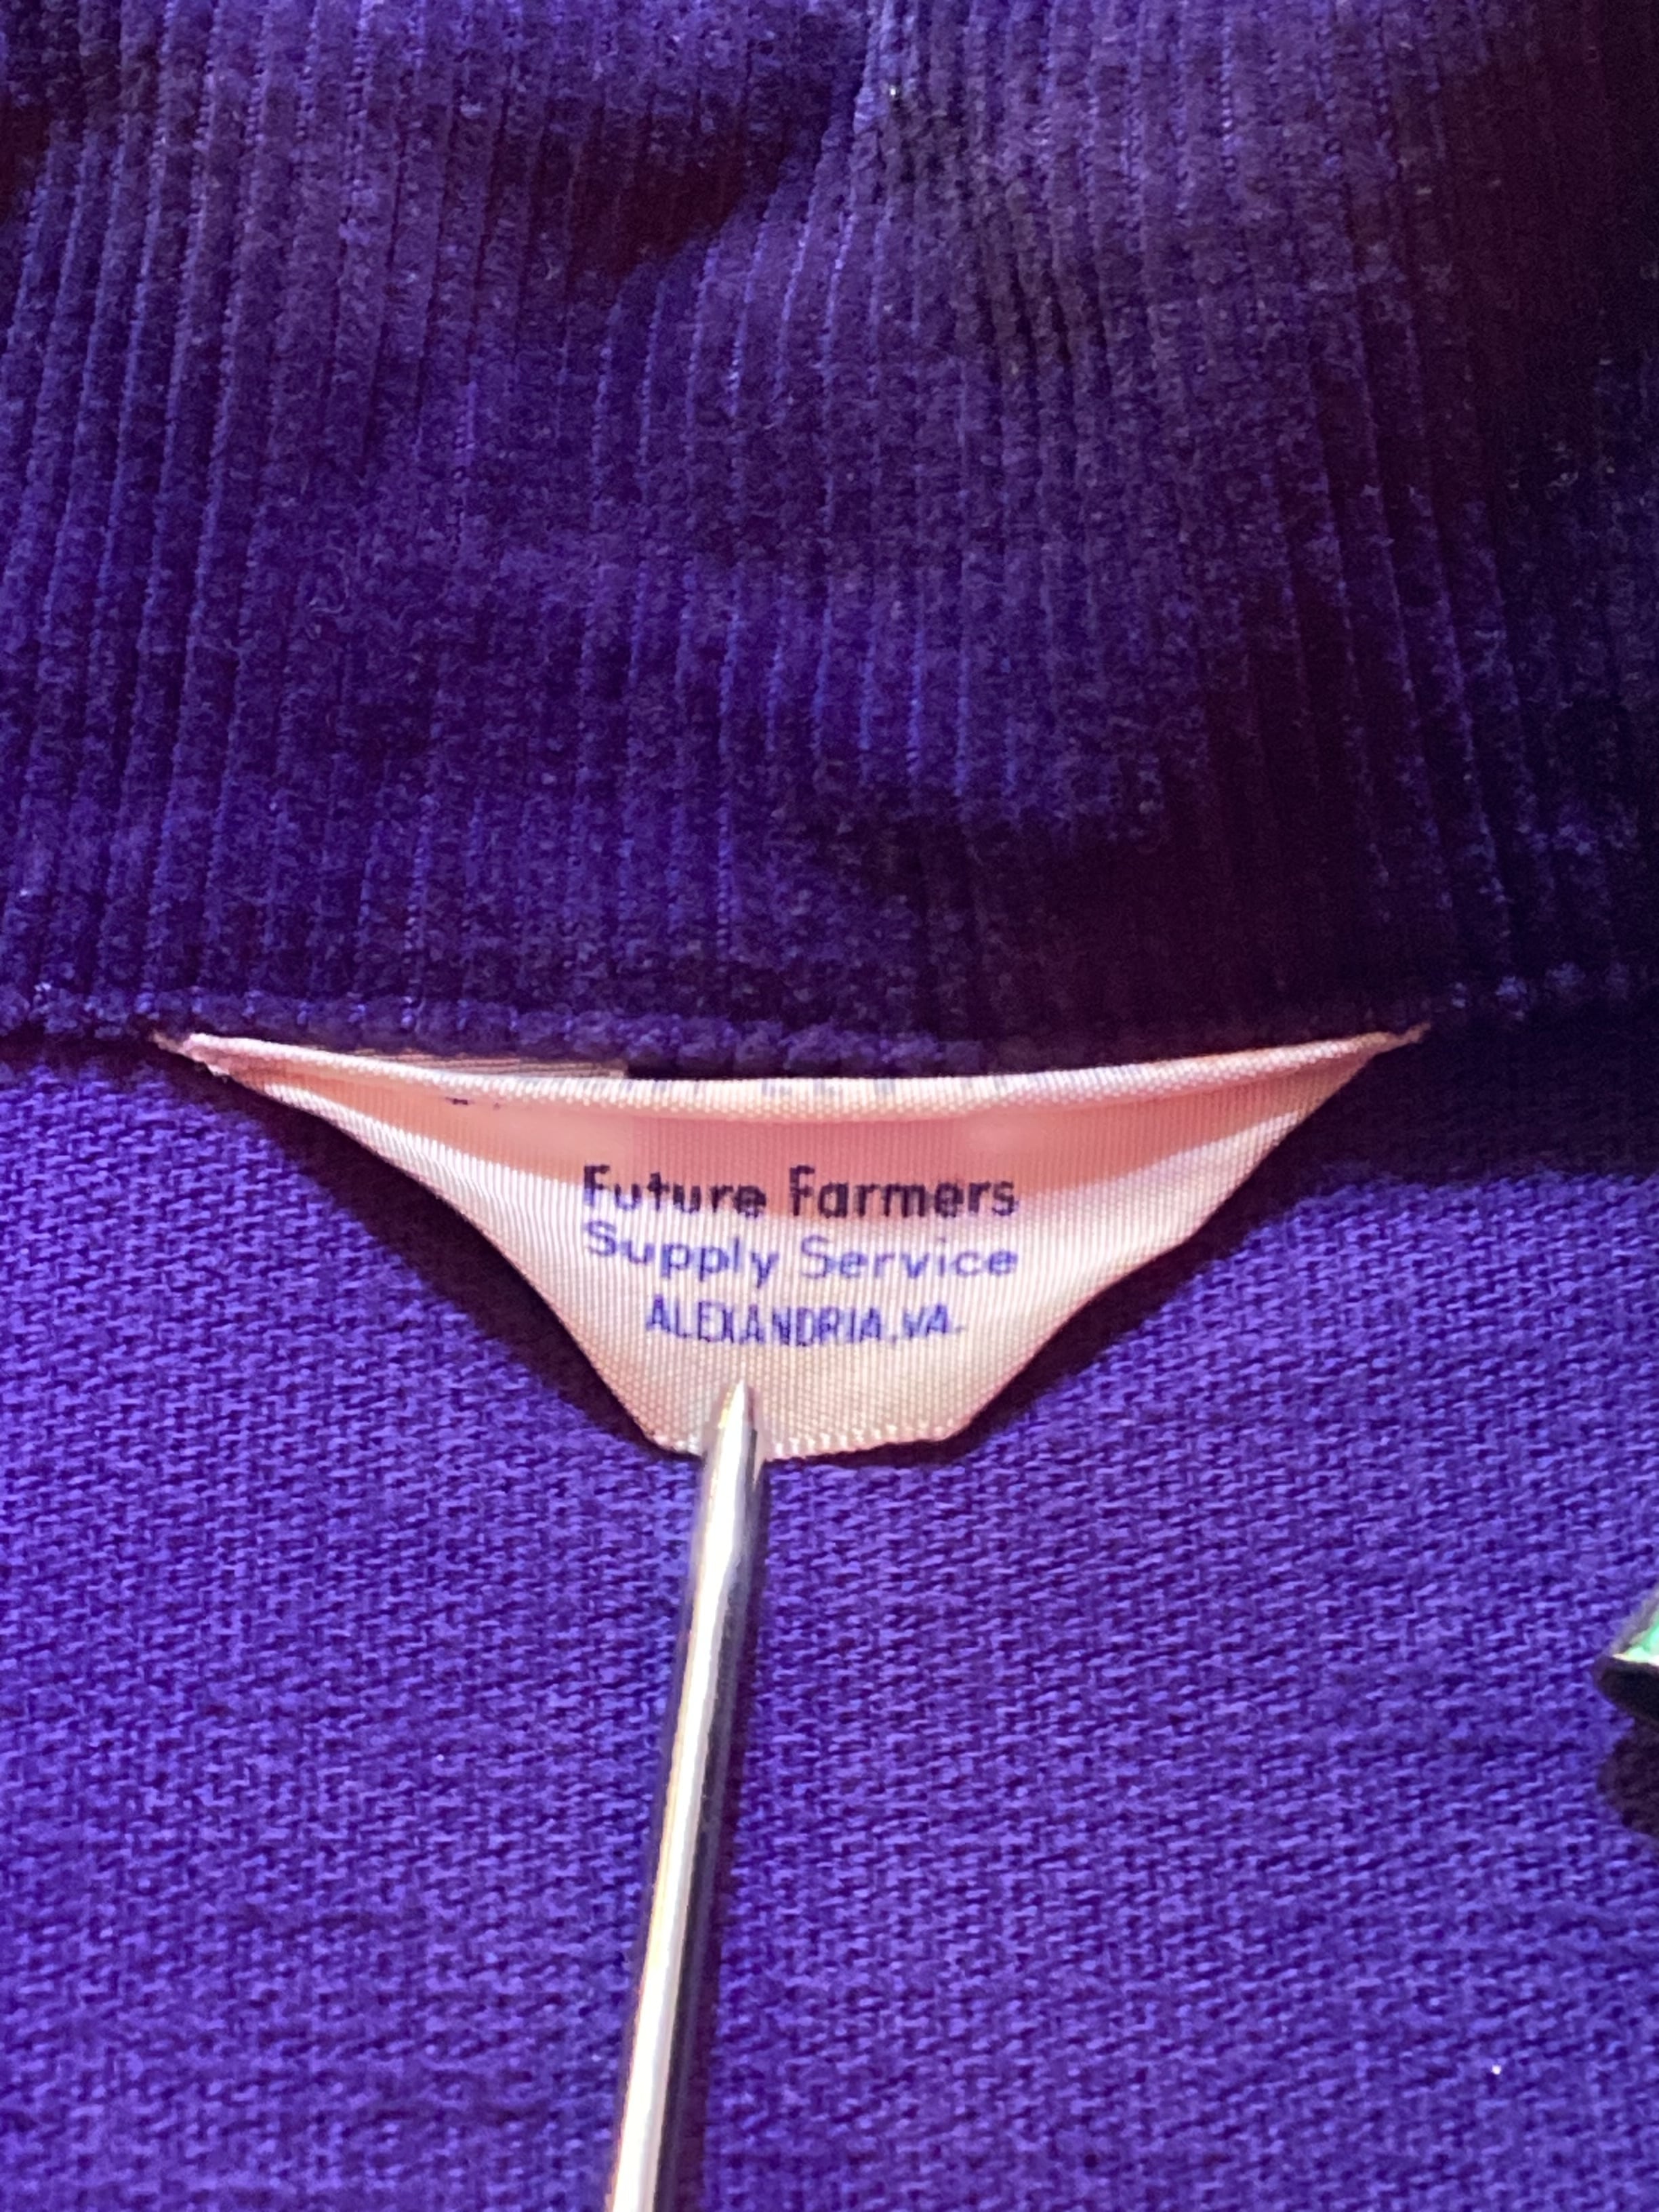 Future Farmers
Supply Service
ALEXANDRIA, VA.